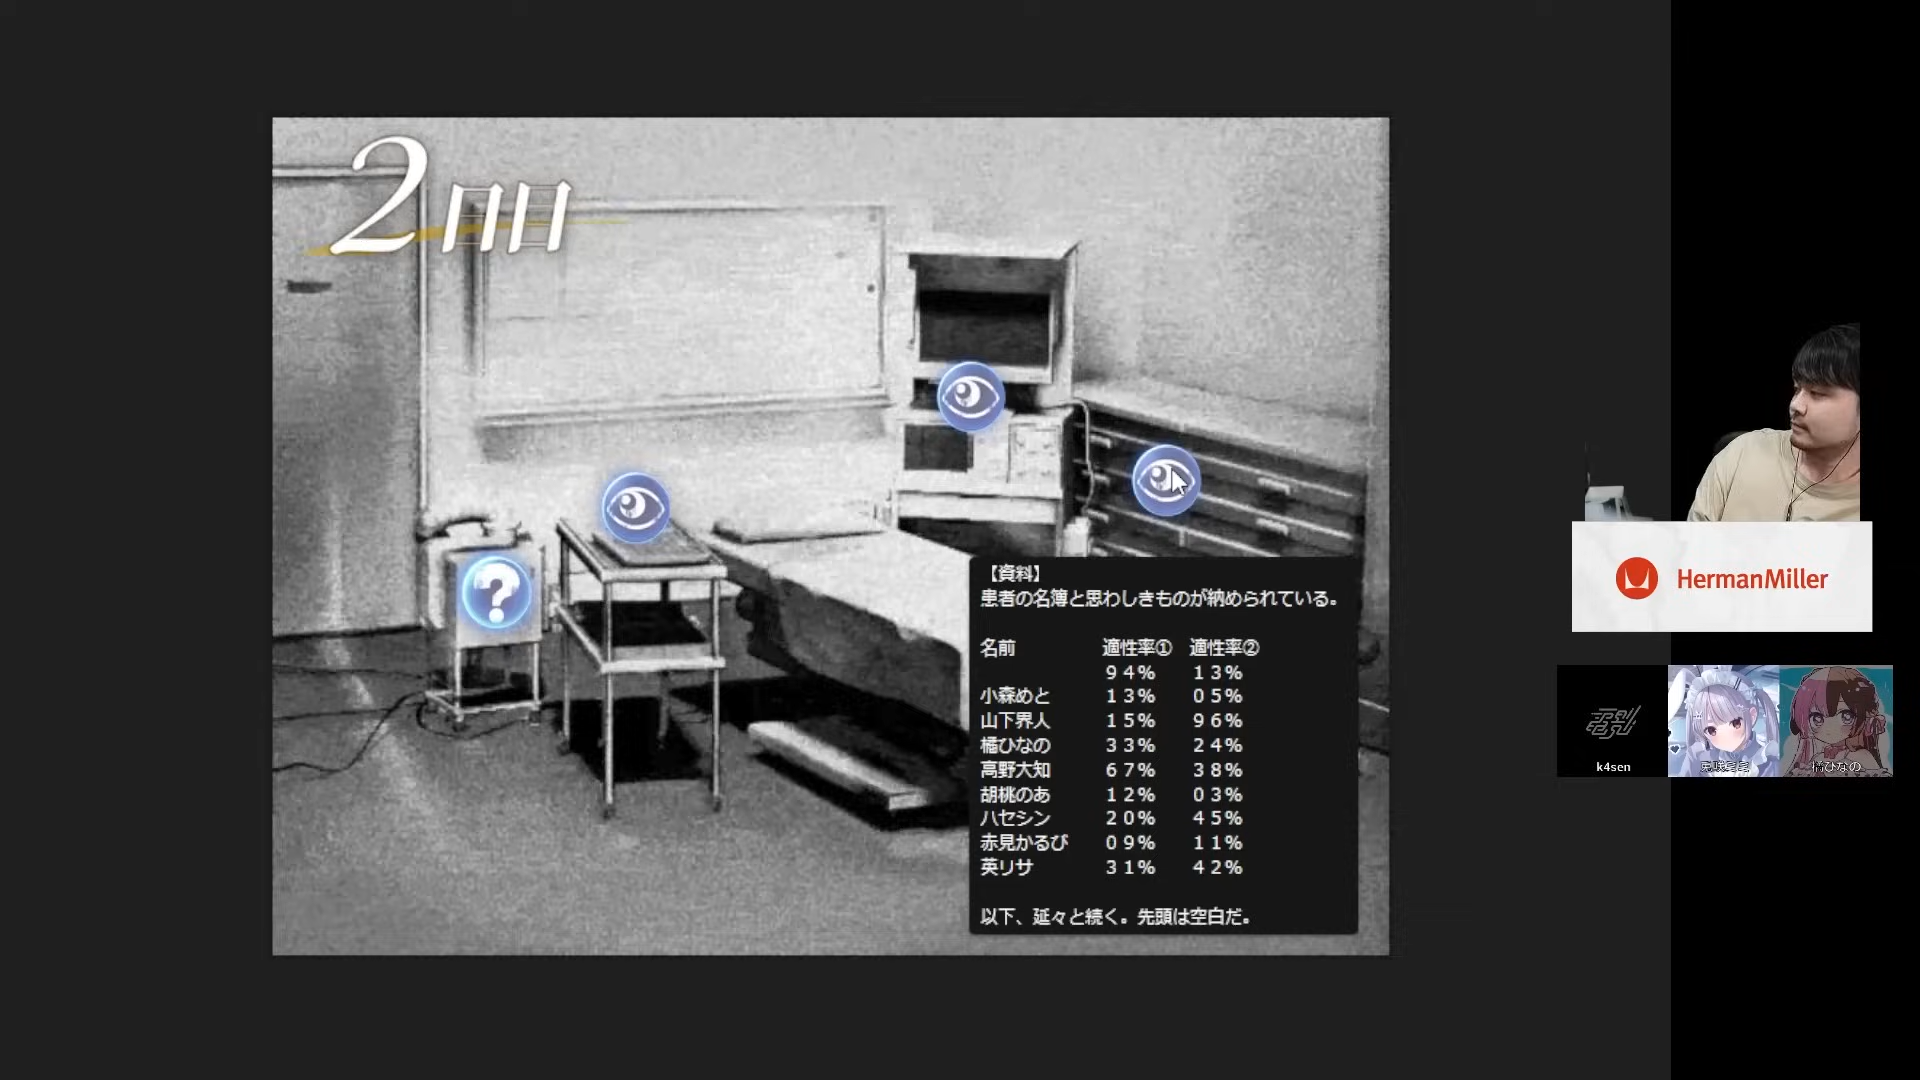 2日目
【資料】
患者の名簿と思わしきものが納められている。
名前 適性率① 適性率②
94% 13%
小森めと 13% 05%
山下界人 15% 96%
橘ひなの 33% 24%
高野大知 67% 38%
胡桃のあ 12% 03%
ハセシン 20% 45%
赤見かるび 09% 11%
英リサ 31% 42%
以下、延々と続く。先頭は空白だ。
HermanMiller
k4sen
橘ひなの